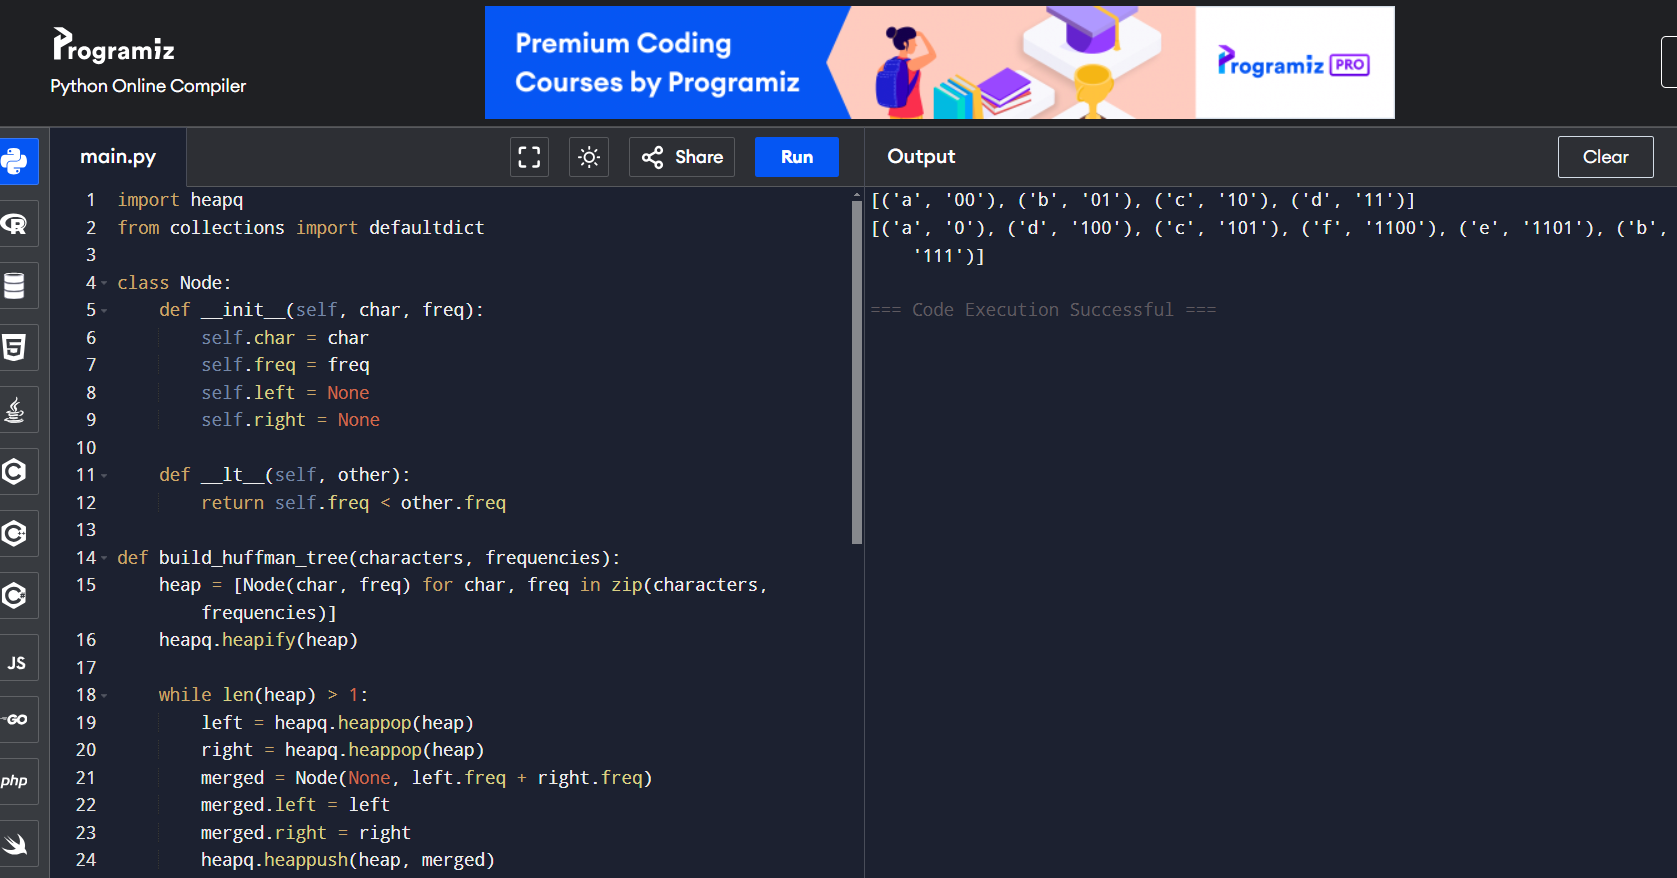 Programiz
Python Online Compiler
Premium Coding
Courses by Programiz
Programiz PRO
main.py
Share
Run
Output
Clear
R
JS
GO
php
1 import heapq
2 from collections import defaultdict
3
4 class Node:
5     def __init__(self, char, freq):
6         self.char = char
7         self.freq = freq
8         self.left = None
9         self.right = None
10
11     def __lt__(self, other):
12         return self.freq < other.freq
13
14 def build_huffman_tree(characters, frequencies):
15     heap = [Node(char, freq) for char, freq in zip(characters,
frequencies)]
16     heapq.heapify(heap)
17
18     while len(heap) > 1:
19         left = heapq.heappop(heap)
20         right = heapq.heappop(heap)
21         merged = Node(None, left.freq + right.freq)
22         merged.left = left
23         merged.right = right
24         heapq.heappush(heap, merged)
[('a', '00'), ('b', '01'), ('c', '10'), ('d', '11')]
[('a', '0'), ('d', '100'), ('c', '101'), ('f', '1100'), ('e', '1101'), ('b',
'111')]
=== Code Execution Successful ===